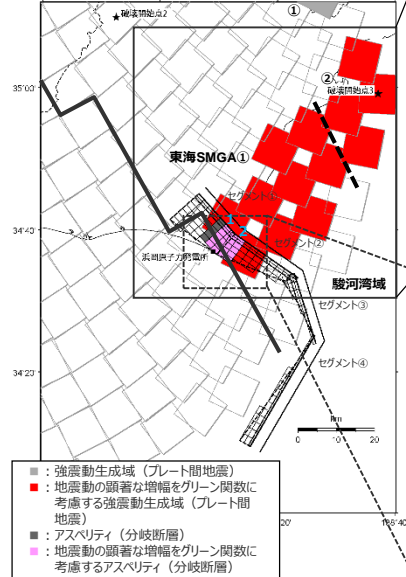 ①
★破壊開始点2
②
破壊開始点3
35°00'
東海SMGA①
セグメント①
1
2
34°40'
セグメント②
浜岡原子力発電所
駿河湾域
セグメント③
セグメント④
34°23'
km
0 10 20
■：強震動生成域（プレート間地震）
■：地震動の顕著な増幅をグリーン関数に
考慮する強震動生成域（プレート間
地震）
■：アスペリティ（分岐断層）
■：地震動の顕著な増幅をグリーン関数に
考慮するアスペリティ（分岐断層）